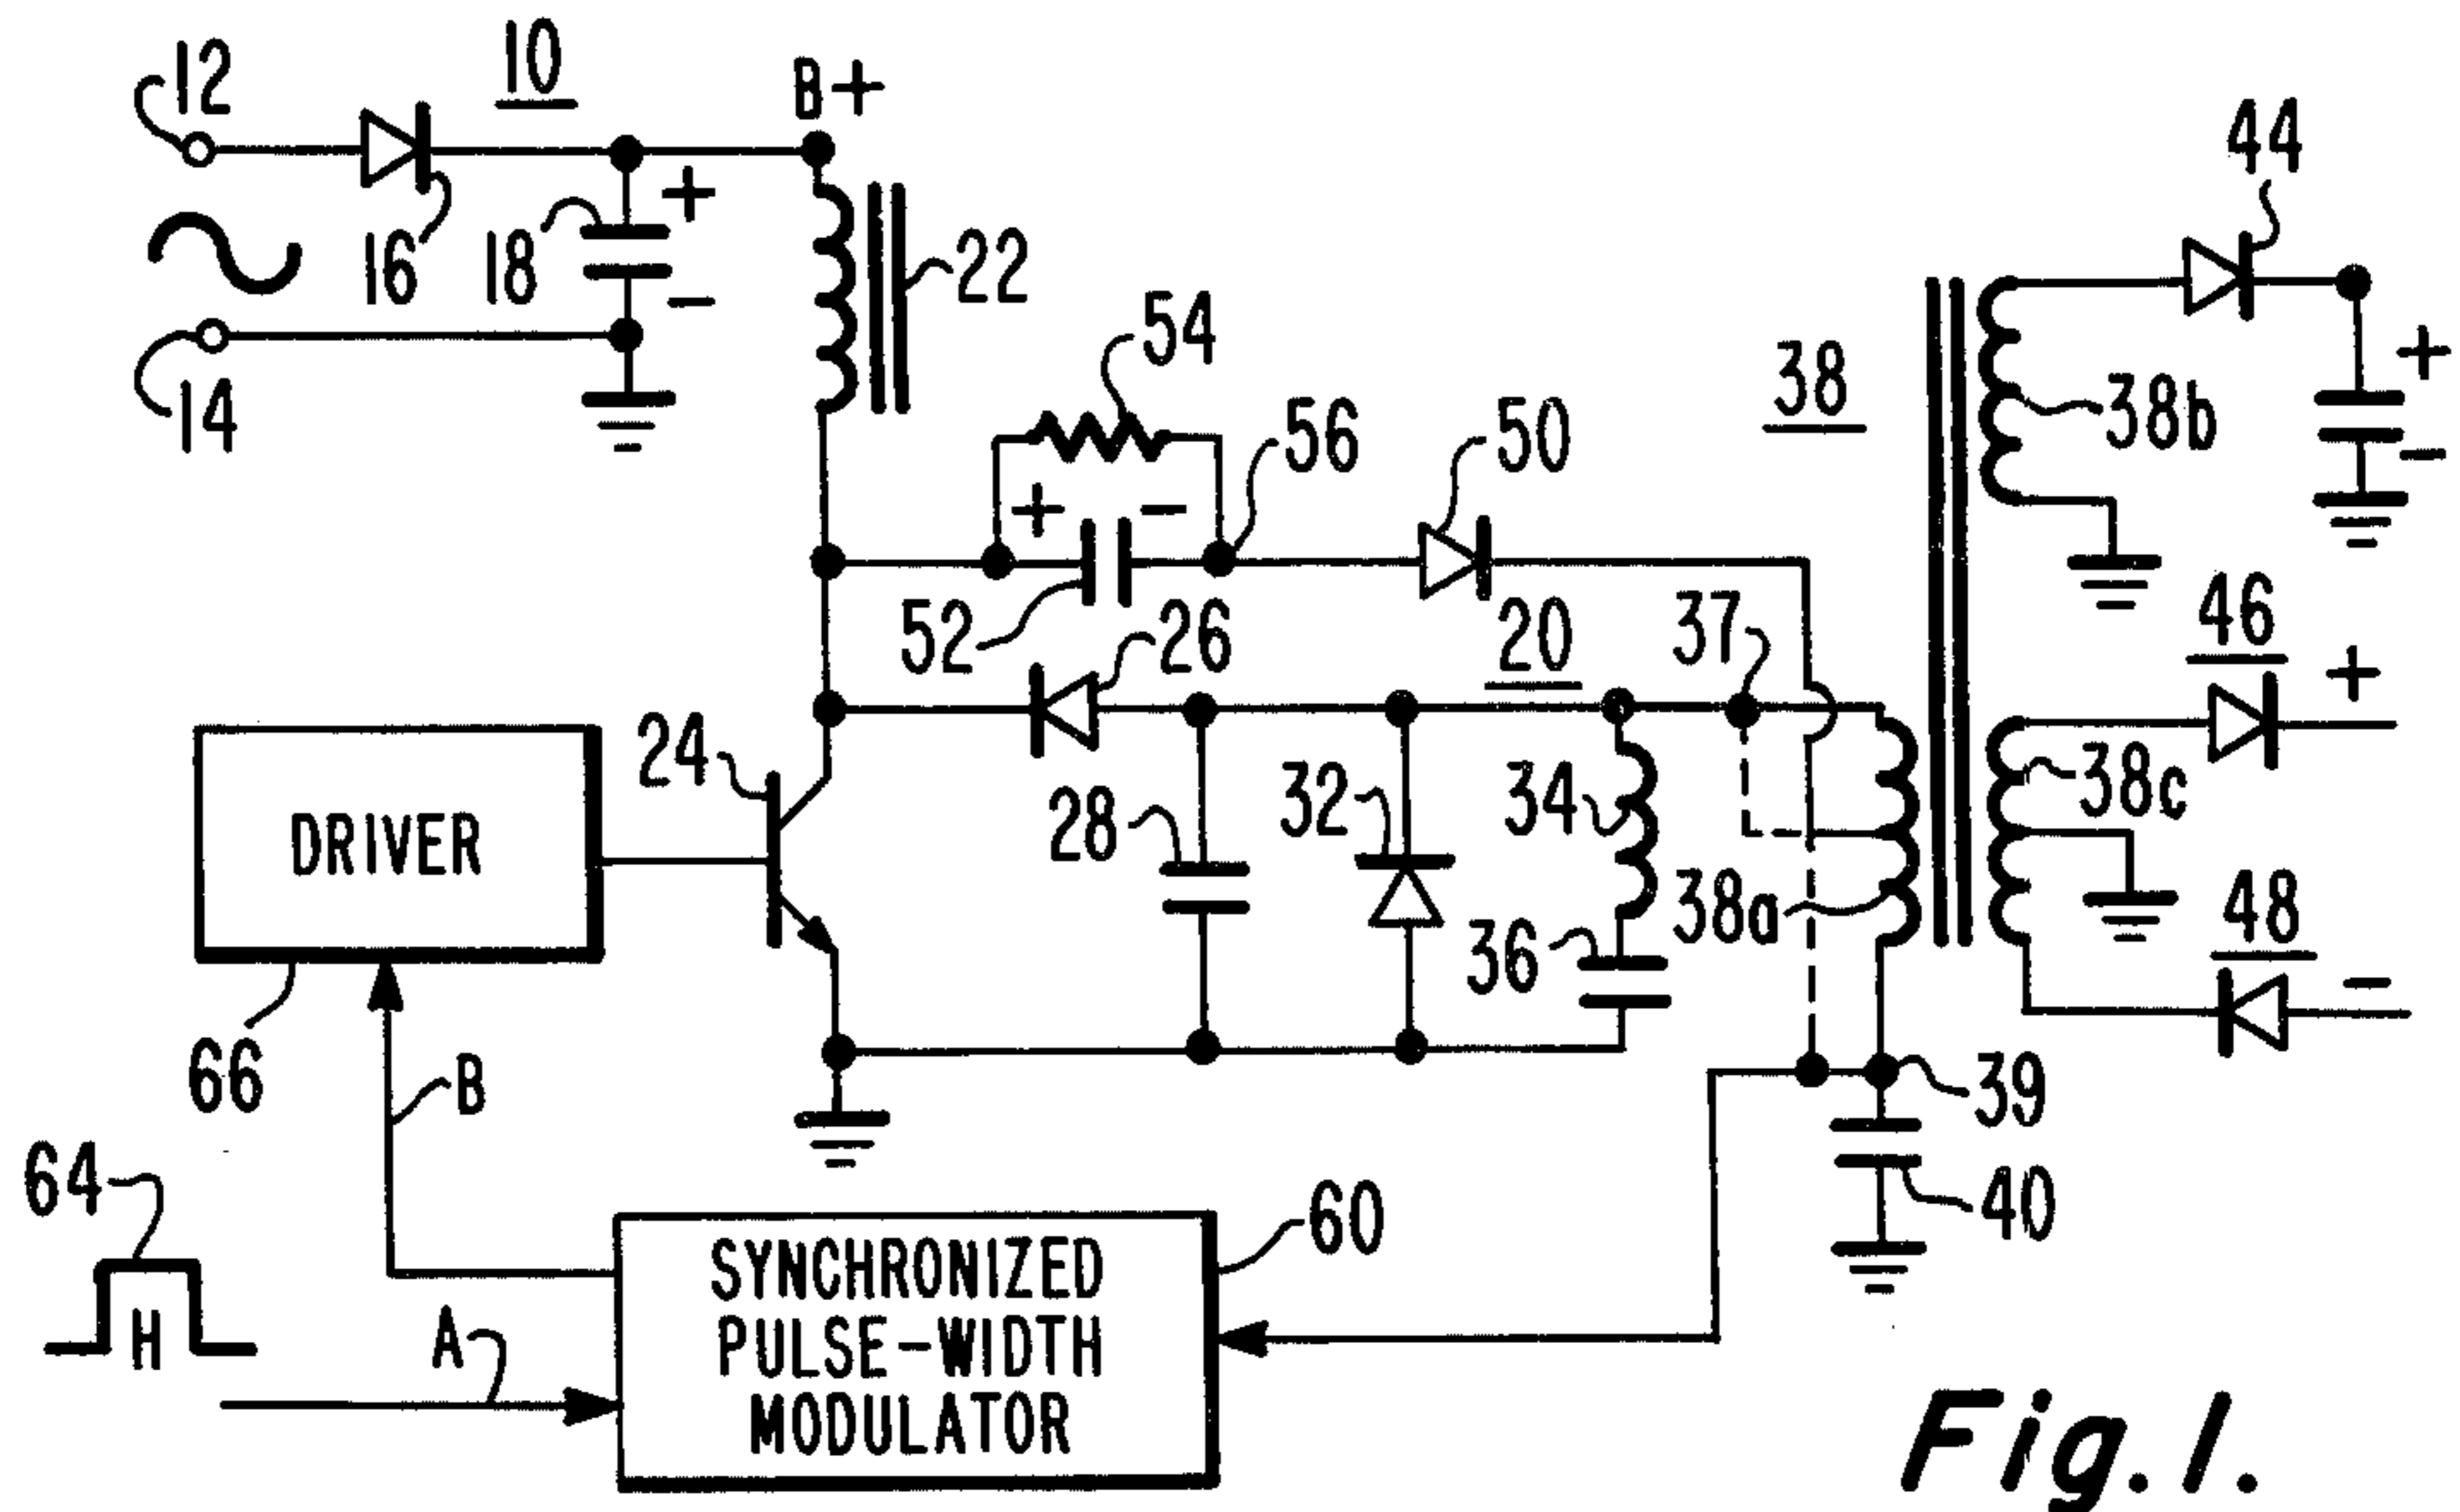 12
10
B+
44
16
18
+
-
22
54
38
38b
+
-
14
56
50
+ -
52
26
20
37
46
+
24
DRIVER
28
32
34
38a
38c
36
48
-
66
B
39
64
H
A
SYNCHRONIZED
PULSE-WIDTH
MODULATOR
60
40
Fig.1.